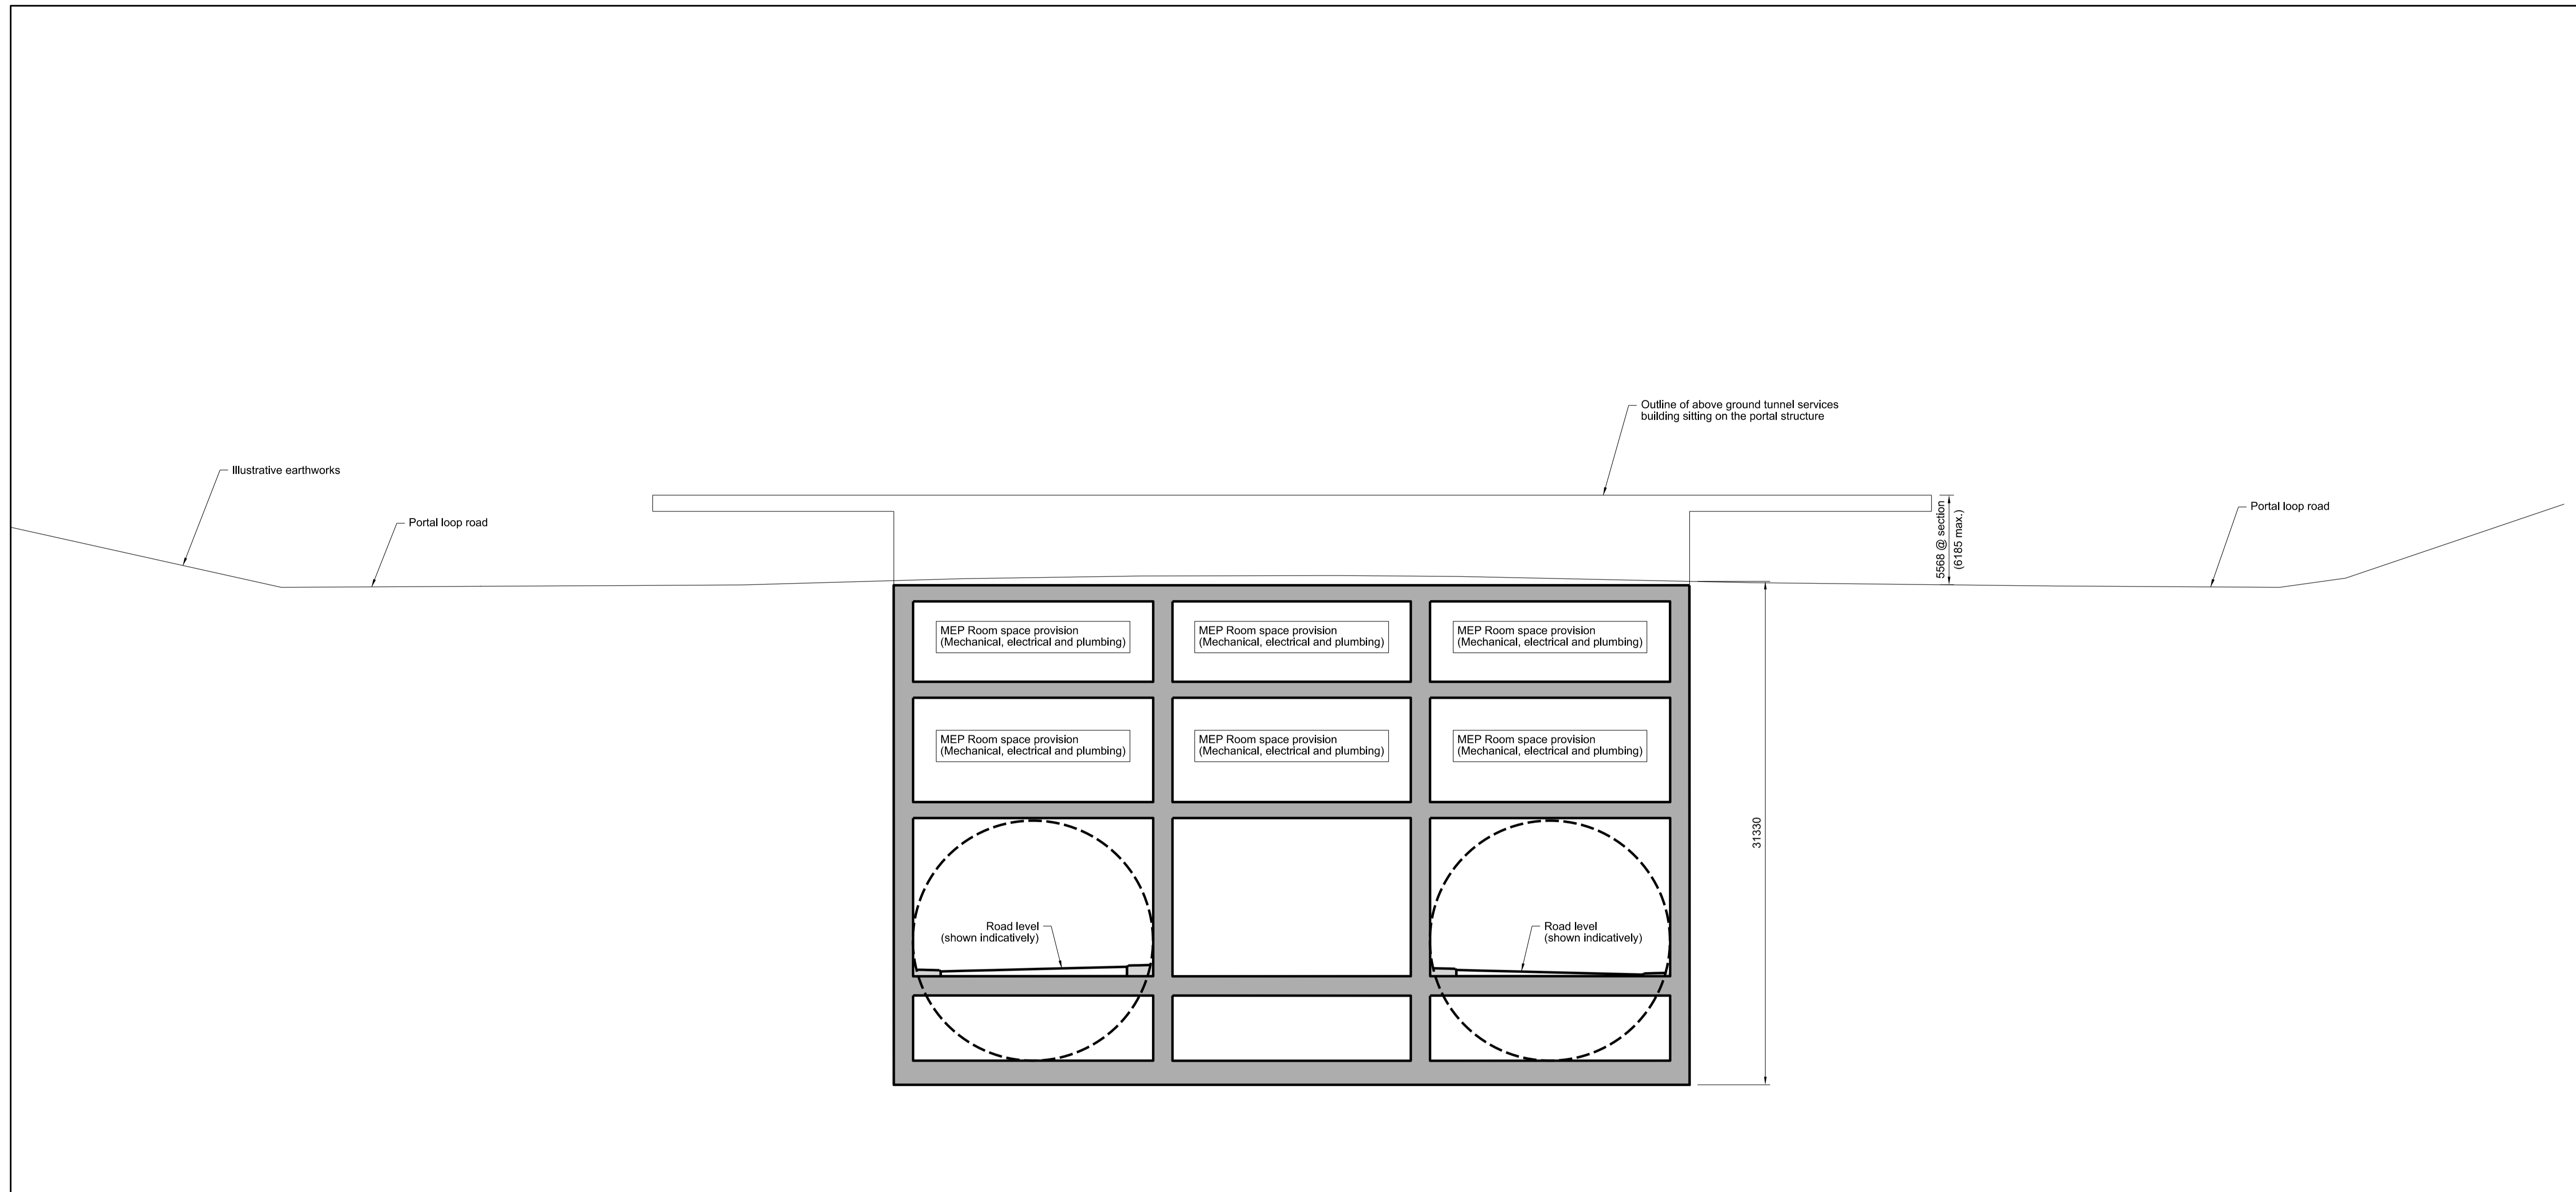 Outline of above ground tunnel services
building sitting on the portal structure
Illustrative earthworks
Portal loop road
5568 @ section
(6185 max.)
Portal loop road
MEP Room space provision
(Mechanical, electrical and plumbing)
MEP Room space provision
(Mechanical, electrical and plumbing)
MEP Room space provision
(Mechanical, electrical and plumbing)
MEP Room space provision
(Mechanical, electrical and plumbing)
MEP Room space provision
(Mechanical, electrical and plumbing)
MEP Room space provision
(Mechanical, electrical and plumbing)
31330
Road level
(shown indicatively)
Road level
(shown indicatively)